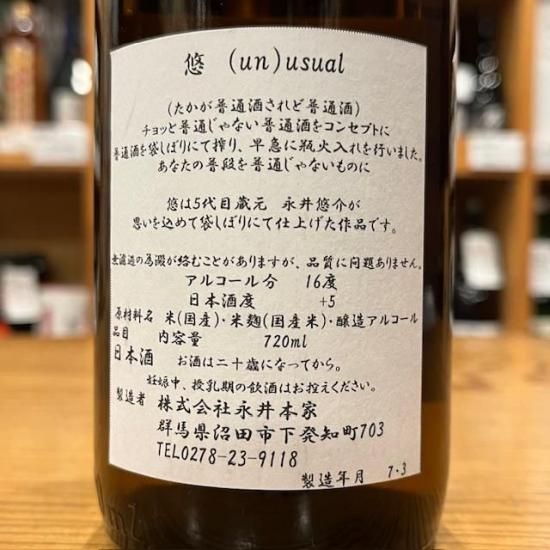 悠 (un)usual
(たかが普通酒されど普通酒)
チョッと普通じゃない普通酒をコンセプトに
普通酒を袋しぼりにて搾り、早急に瓶火入れを行いました。
あなたの普段を普通じゃないものに
悠は5代目蔵元 永井悠介が
思いを込めて袋しぼりにて仕上げた作品です。
無濾過の為澱が絡むことがありますが、品質に問題ありません。
アルコール分 16度
日本酒度 +5
原材料名 米(国産)・米麹(国産米)・醸造アルコール
品目 内容量 720ml
日本酒 お酒は二十歳になってから。
妊娠中、授乳期の飲酒はお控えください。
製造者 株式会社永井本家
群馬県沼田市下発知町703
TEL0278-23-9118
製造年月 7.3